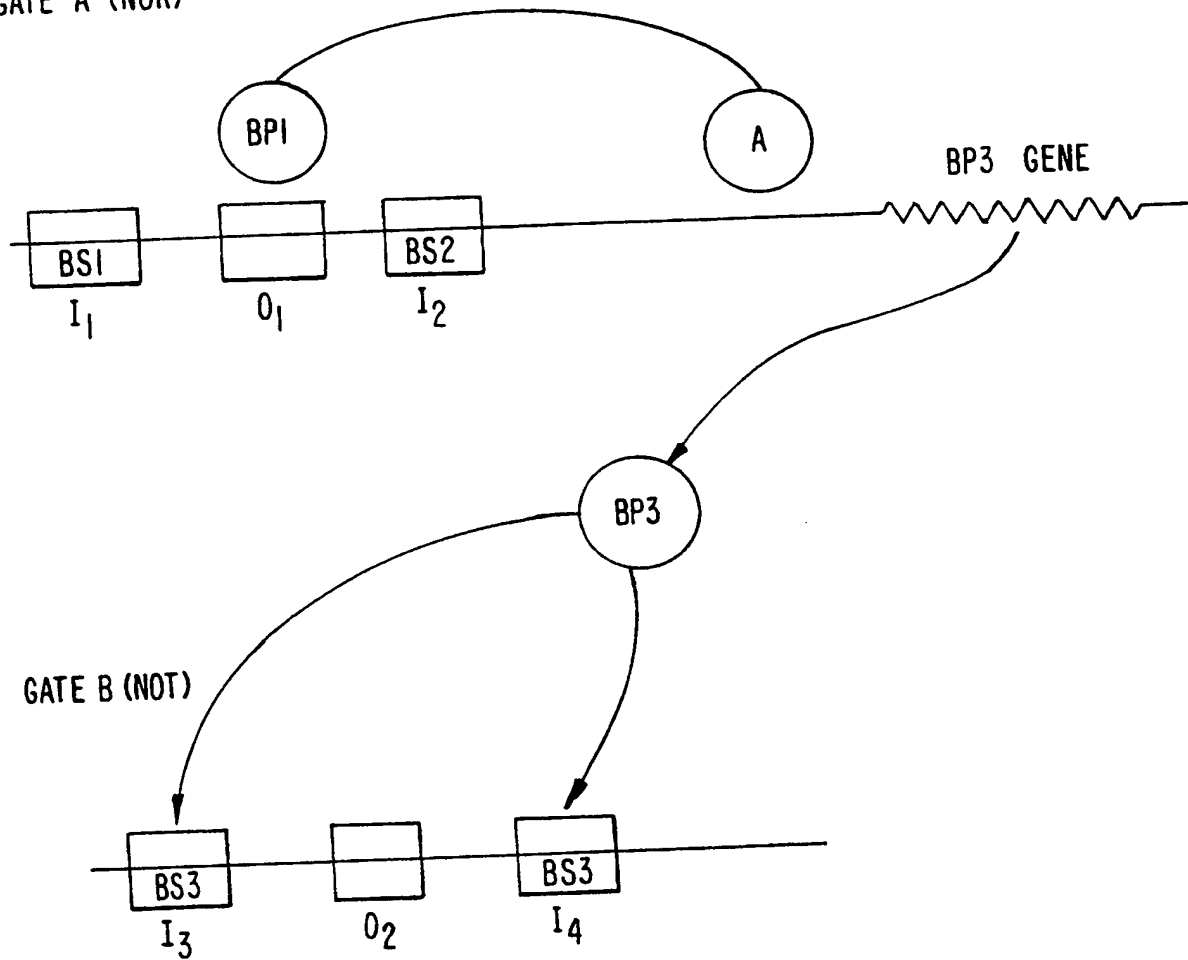 GATE A (NOR)
BP1
A
BP3 GENE
BS1
BS2
I1
O1
I2
BP3
GATE B (NOT)
BS3
BS3
I3
O2
I4